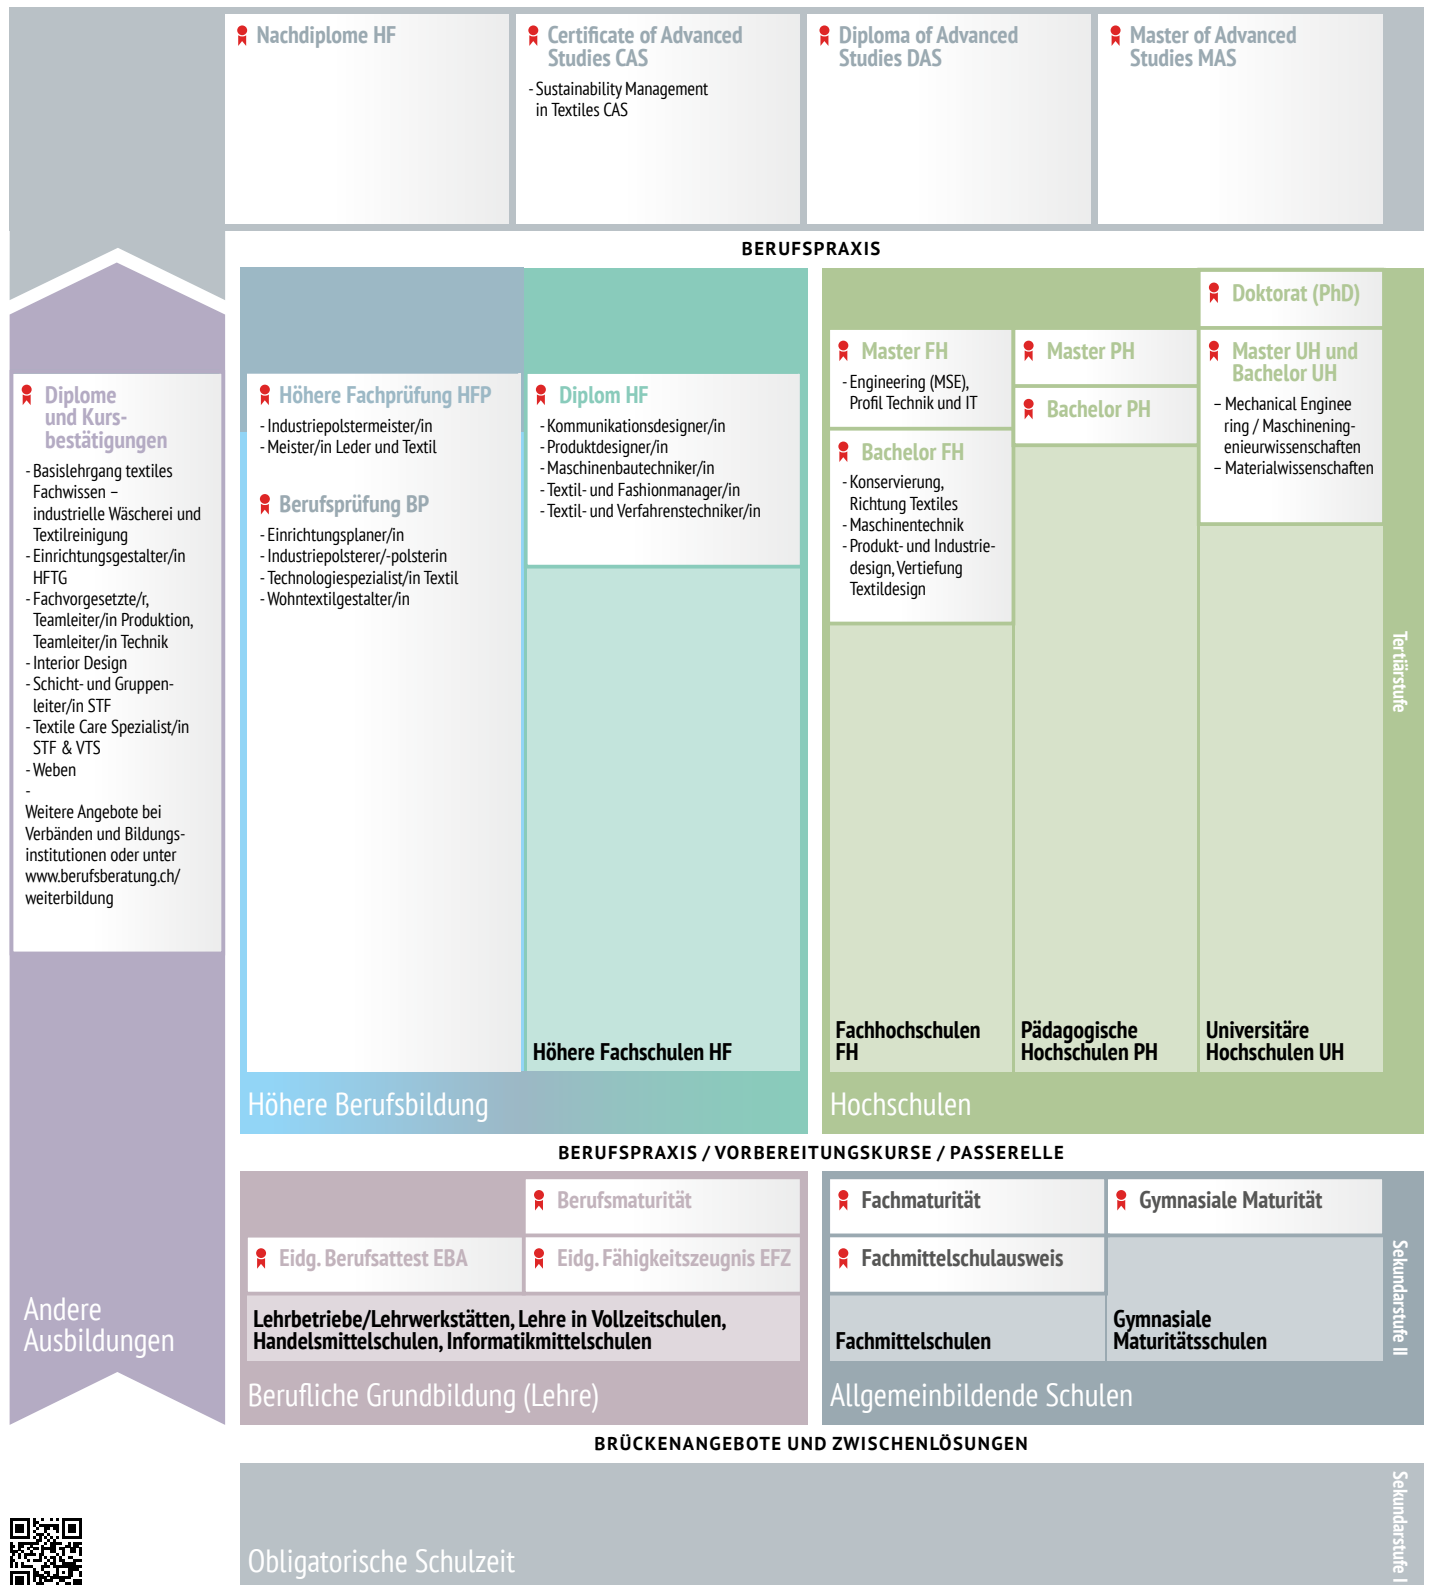 Nachdiplome HF
Certificate of Advanced
Studies CAS
- Sustainability Management
in Textiles CAS
Diploma of Advanced
Studies DAS
Master of Advanced
Studies MAS
BERUFSPRAXIS
Diplome
und Kurs-
bestätigungen
- Basislehrgang textiles
Fachwissen –
industrielle Wäscherei und
Textilreinigung
- Einrichtungsgestalter/in
HFTG
- Fachvorgesetzte/r,
Teamleiter/in Produktion,
Teamleiter/in Technik
- Interior Design
- Schicht- und Gruppen-
leiter/in STF
- Textile Care Spezialist/in
STF & VTS
- Weben
-
Weitere Angebote bei
Verbänden und Bildungs-
institutionen oder unter
www.berufsberatung.ch/
weiterbildung
Andere
Ausbildungen
Höhere Fachprüfung HFP
- Industriepolstermeister/in
- Meister/in Leder und Textil
Berufsprüfung BP
- Einrichtungsplaner/in
- Industriepolsterer/-polsterin
- Technologiespezialist/in Textil
- Wohntextilgestalter/in
Diplom HF
- Kommunikationsdesigner/in
- Produktdesigner/in
- Maschinenbautechniker/in
- Textil- und Fashionmanager/in
- Textil- und Verfahrenstechniker/in
Höhere Fachschulen HF
Höhere Berufsbildung
Master FH
- Engineering (MSE),
Profil Technik und IT
Bachelor FH
- Konservierung,
Richtung Textiles
- Maschinentechnik
- Produkt- und Industrie-
design, Vertiefung
Textildesign
Fachhochschulen
FH
Master PH
Bachelor PH
Pädagogische
Hochschulen PH
Doktorat (PhD)
Master UH und
Bachelor UH
– Mechanical Enginee
ring / Maschinening-
enieurwissenschaften
– Materialwissenschaften
Universitäre
Hochschulen UH
Hochschulen
Tertiärstufe
BERUFSPRAXIS / VORBEREITUNGSKURSE / PASSERELLE
Berufsmaturität
Eidg. Berufsattest EBA
Eidg. Fähigkeitszeugnis EFZ
Lehrbetriebe/Lehrwerkstätten, Lehre in Vollzeitschulen,
Handelsmittelschulen, Informatikmittelschulen
Berufliche Grundbildung (Lehre)
Fachmaturität
Fachmittelschulausweis
Fachmittelschulen
Gymnasiale Maturität
Gymnasiale
Maturitätsschulen
Allgemeinbildende Schulen
Sekundarstufe II
BRÜCKENANGEBOTE UND ZWISCHENLÖSUNGEN
Obligatorische Schulzeit
Sekundarstufe I